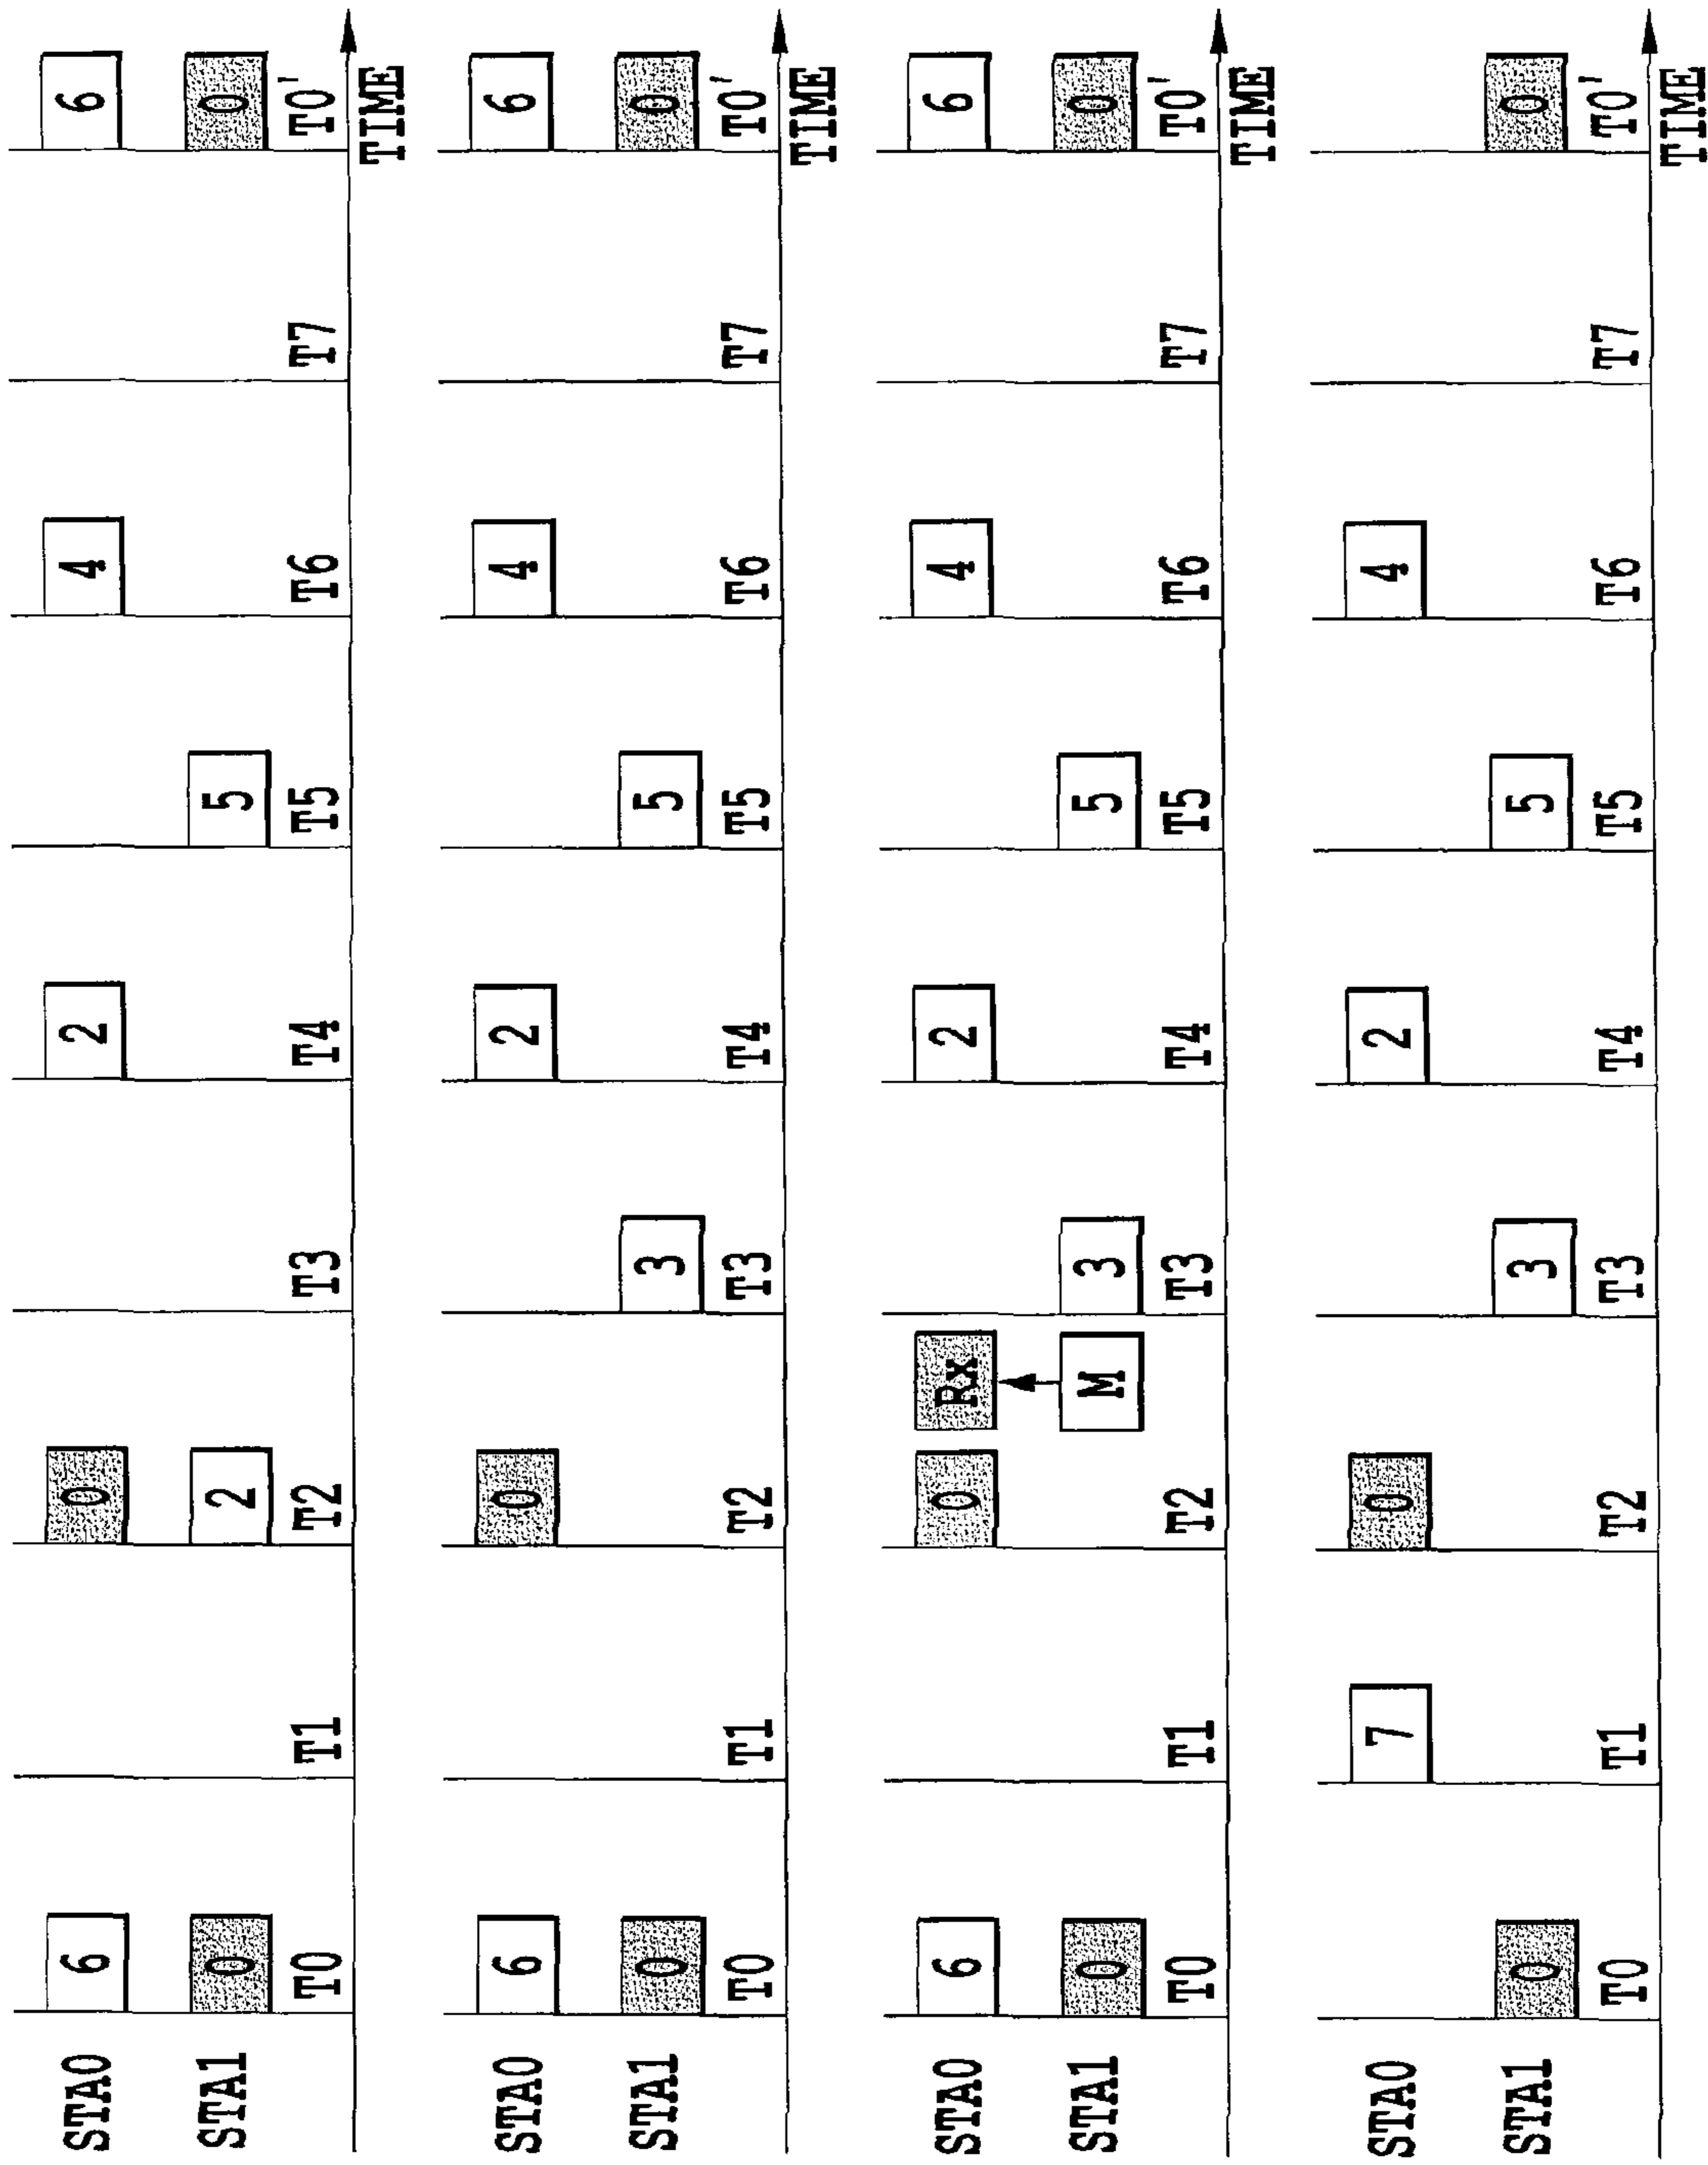 STA0 6 0 2 4 6
STA1 0 2 5 0
T0 T1 T2 T3 T4 T5 T6 T7 T0'
TIME
STA0 6 0 2 4 6
STA1 0 3 5 0
T0 T1 T2 T3 T4 T5 T6 T7 T0'
TIME
STA0 6 0 Rx 2 4 6
STA1 0 M 3 5 0
T0 T1 T2 T3 T4 T5 T6 T7 T0'
TIME
STA0 7 0 2 4
STA1 0 3 5 0
T0 T1 T2 T3 T4 T5 T6 T7 T0'
TIME